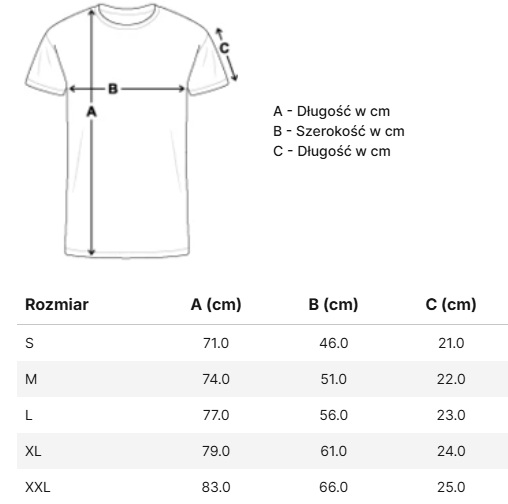 C
B
A
A - Długość w cm
B - Szerokość w cm
C - Długość w cm
Rozmiar A (cm) B (cm) C (cm)
S 71.0 46.0 21.0
M 74.0 51.0 22.0
L 77.0 56.0 23.0
XL 79.0 61.0 24.0
XXL 83.0 66.0 25.0